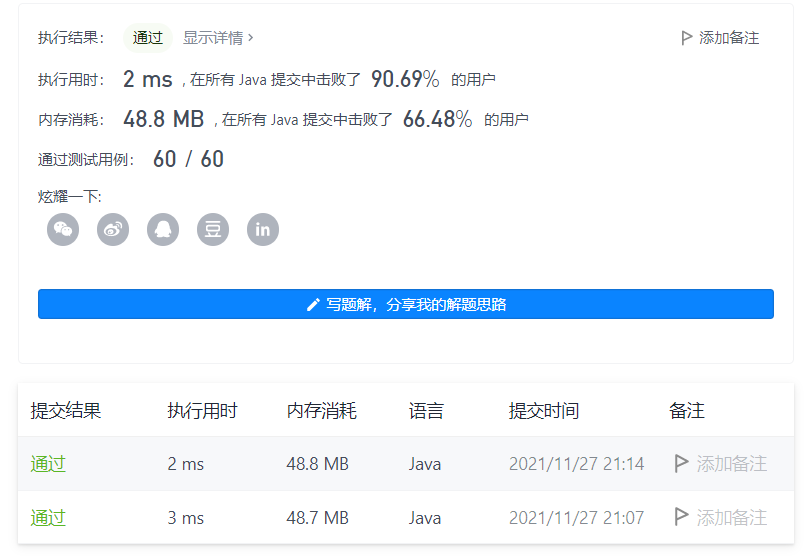 执行结果： 通过 显示详情 › 添加备注
执行用时： 2 ms , 在所有 Java 提交中击败了 90.69% 的用户
内存消耗： 48.8 MB , 在所有 Java 提交中击败了 66.48% 的用户
通过测试用例： 60 / 60
炫耀一下:
豆 in
写题解，分享我的解题思路
提交结果 执行用时 内存消耗 语言 提交时间 备注
通过 2 ms 48.8 MB Java 2021/11/27 21:14 添加备注
通过 3 ms 48.7 MB Java 2021/11/27 21:07 添加备注